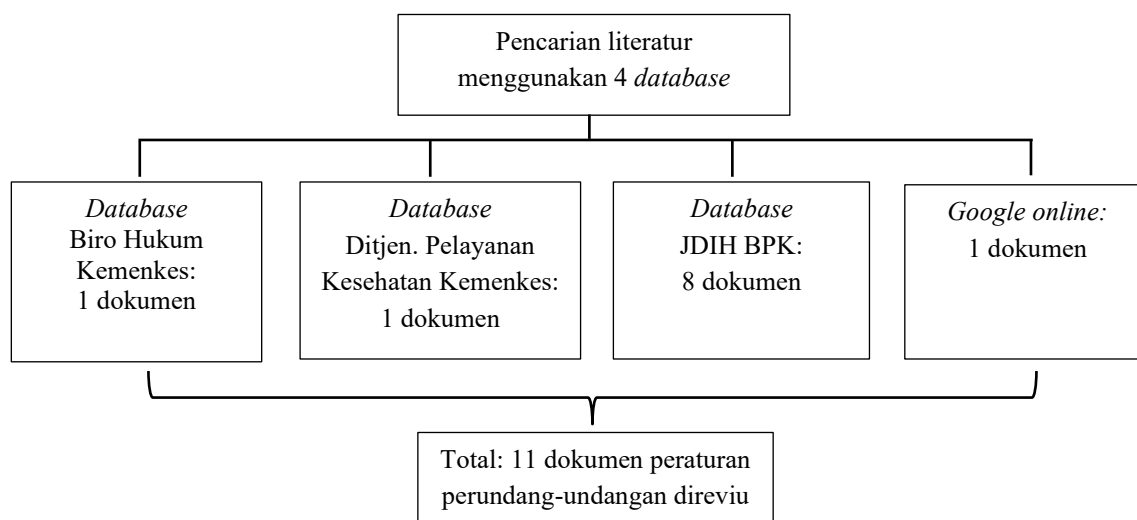 Pencarian literatur
menggunakan 4 database
Database
Biro Hukum
Kemenkes:
1 dokumen
Database
Ditjen. Pelayanan
Kesehatan Kemenkes:
1 dokumen
Database
JDIH BPK:
8 dokumen
Google online:
1 dokumen
Total: 11 dokumen peraturan
perundang-undangan direviu